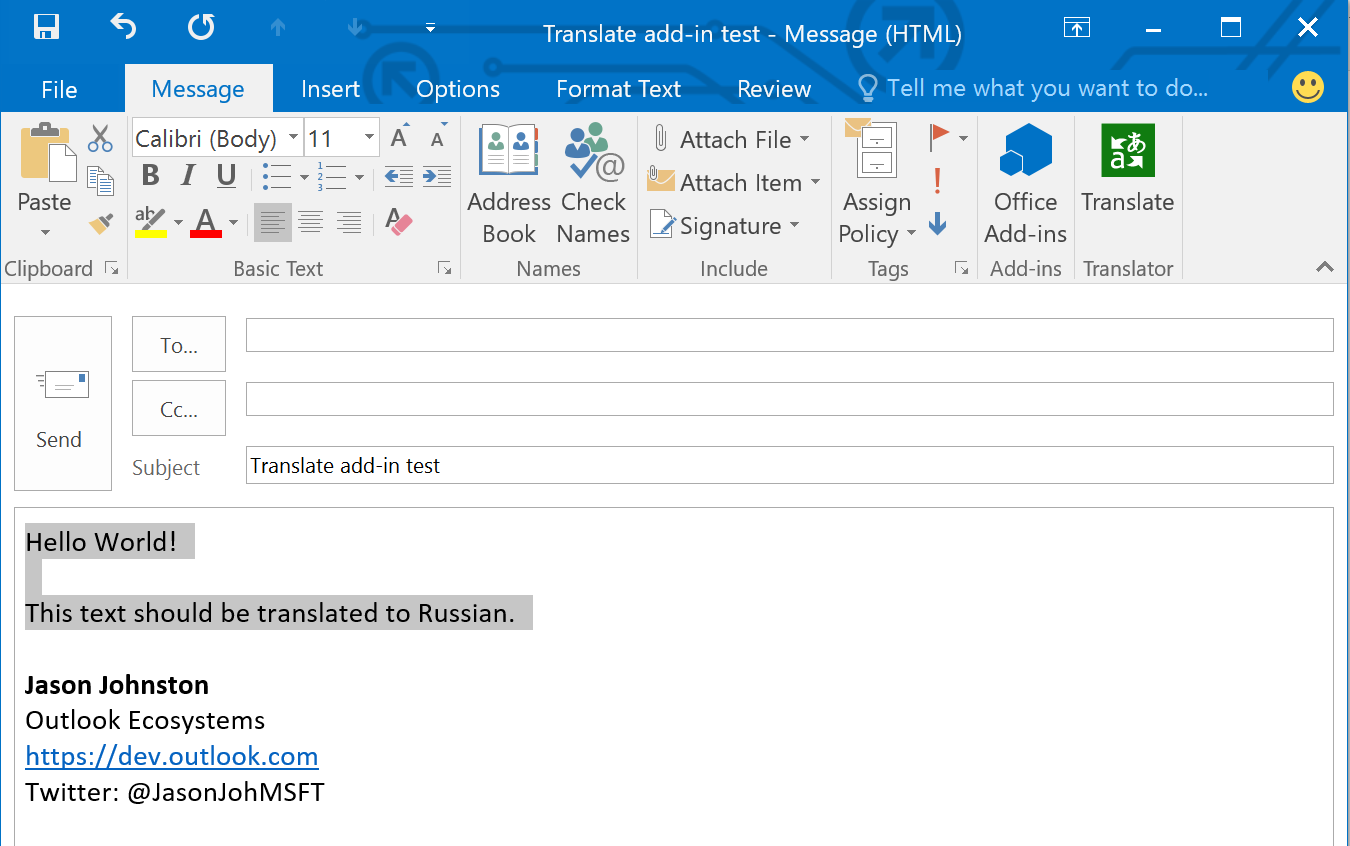 Translate add-in test - Message (HTML)
File Message Insert Options Format Text Review Tell me what you want to do...
Calibri (Body) 11
B I U
Paste
Clipboard
Basic Text
Address Book
Check Names
Names
Attach File
Attach Item
Signature
Include
Assign Policy
Tags
Office Add-ins
Add-ins
Translate
Translator
Send
To...
Cc...
Subject Translate add-in test
Hello World!
This text should be translated to Russian.
Jason Johnston
Outlook Ecosystems
https://dev.outlook.com
Twitter: @JasonJohMSFT